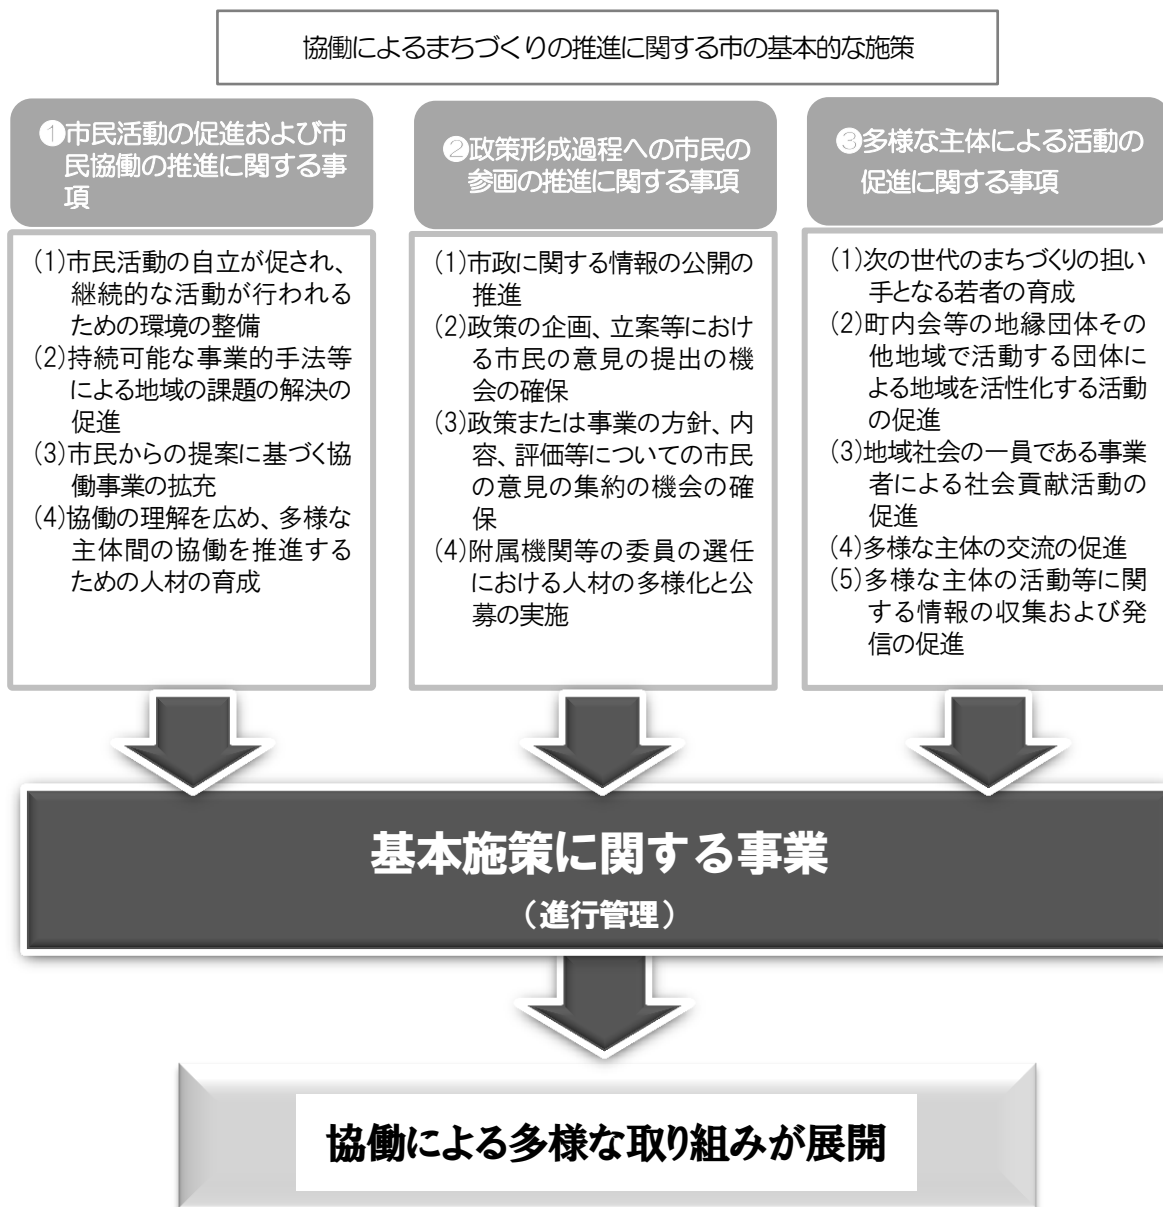 協働によるまちづくりの推進に関する市の基本的な施策
❶市民活動の促進および市
民協働の推進に関する事
項
(1)市民活動の自立が促され、
継続的な活動が行われる
ための環境の整備
(2)持続可能な事業的手法等
による地域の課題の解決の
促進
(3)市民からの提案に基づく協
働事業の拡充
(4)協働の理解を広め、多様な
主体間の協働を推進する
ための人材の育成
❷政策形成過程への市民の
参画の推進に関する事項
(1)市政に関する情報の公開の
推進
(2)政策の企画、立案等におけ
る市民の意見の提出の機
会の確保
(3)政策または事業の方針、内
容、評価等についての市民
の意見の集約の機会の確
保
(4)附属機関等の委員の選任
における人材の多様化と公
募の実施
❸多様な主体による活動の
促進に関する事項
(1)次の世代のまちづくりの担い
手となる若者の育成
(2)町内会等の地縁団体その
他地域で活動する団体に
よる地域を活性化する活動
の促進
(3)地域社会の一員である事業
者による社会貢献活動の
促進
(4)多様な主体の交流の促進
(5)多様な主体の活動等に関
する情報の収集および発
信の促進
基本施策に関する事業
（進行管理）
協働による多様な取り組みが展開